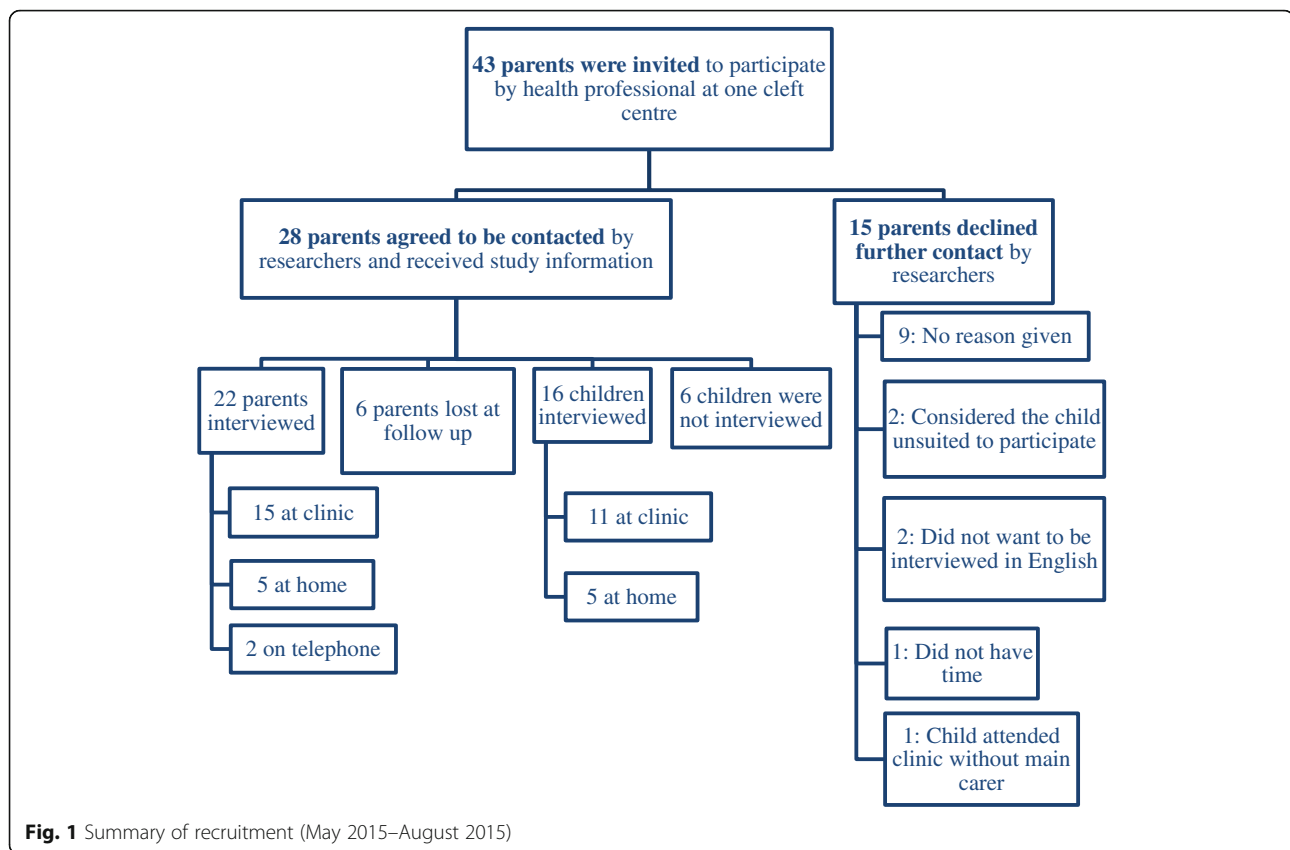 43 parents were invited to participate
by health professional at one cleft
centre
28 parents agreed to be contacted by
researchers and received study information
15 parents declined
further contact by
researchers
22 parents
interviewed
6 parents lost at
follow up
16 children
interviewed
6 children were
not interviewed
15 at clinic
5 at home
2 on telephone
11 at clinic
5 at home
9: No reason given
2: Considered the child
unsuited to participate
2: Did not want to be
interviewed in English
1: Did not have
time
1: Child attended
clinic without main
carer
Fig. 1 Summary of recruitment (May 2015–August 2015)